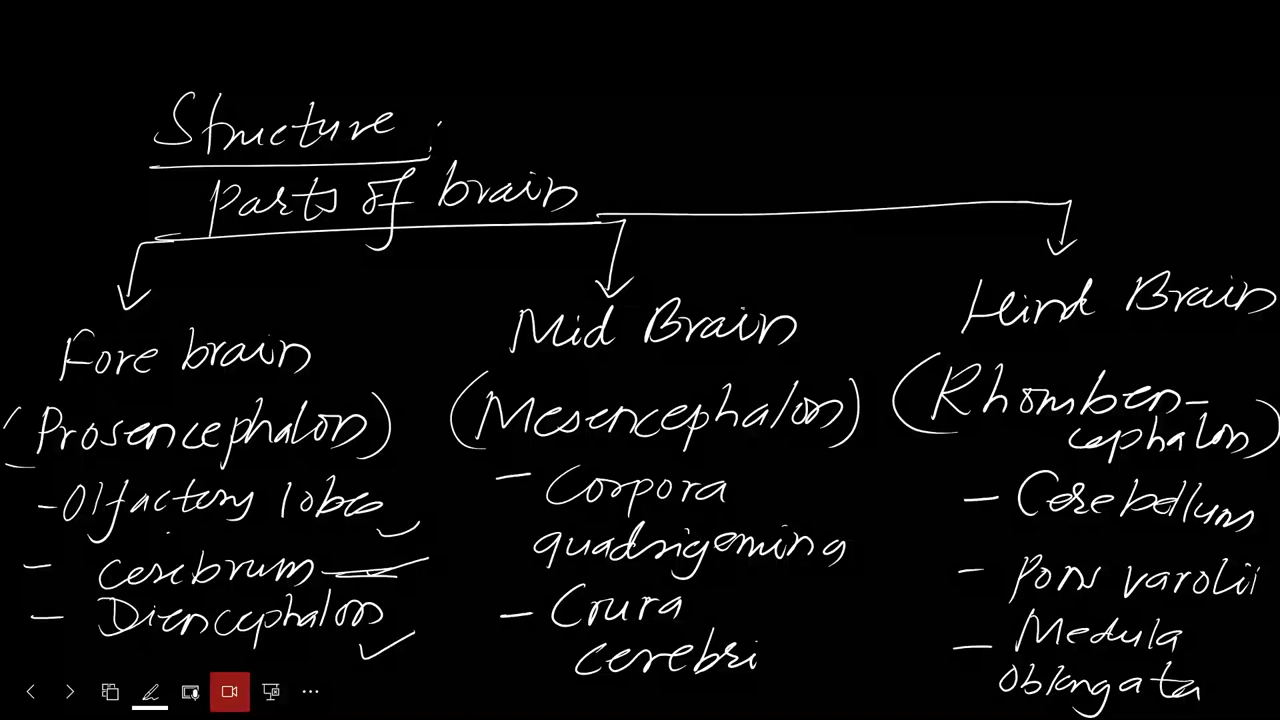 Structure :
Parts of brain
Fore brain
(Prosencephalon)
- Olfactory lobes
- cerebrum
- Diencephalon
Mid Brain
(Mesencephalon)
- Corpora
quadrigemina
- Crura
cerebri
Hind Brain
(Rhomben-
cephalon)
- Cerebellum
- Pons varolii
- Medula
Oblongata